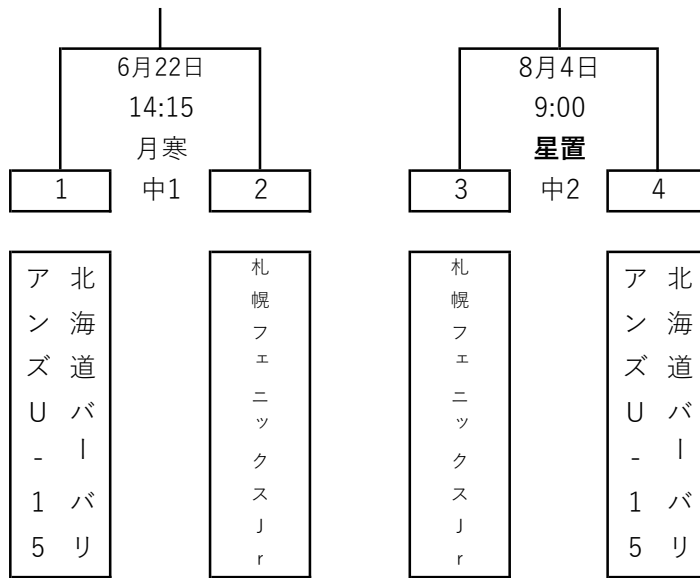 6月22日
14:15
月寒
中1
1
2
8月4日
9:00
星置
中2
3
4
北海道バーバリ
アンズU-15
札幌フェニックスJr
札幌フェニックスJr
北海道バーバリ
アンズU-15